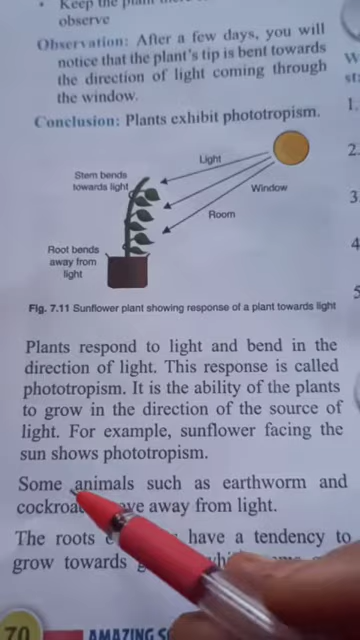 • Keep the plant
observe
Observation: After a few days, you will
notice that the plant's tip is bent towards
the direction of light coming through
the window.
Conclusion: Plants exhibit phototropism.
Light
Stem bends
towards light
Window
Room
Root bends
away from
light
Fig. 7.11 Sunflower plant showing response of a plant towards light
Plants respond to light and bend in the
direction of light. This response is called
phototropism. It is the ability of the plants
to grow in the direction of the source of
light. For example, sunflower facing the
sun shows phototropism.
Some animals such as earthworm and
away from light.
The roots have a tendency to
grow towards
70 AMAZING
1.
2.
3
4
5